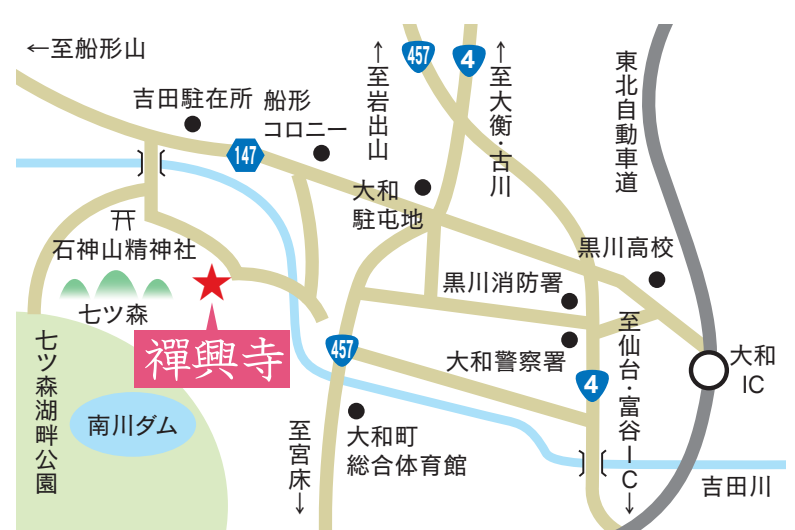 ←至船形山
吉田駐在所
船形
コロニー
147
←至岩出山
457
4
←至大衡・古川
東北自動車道
大和
駐屯地
石神山精神社
七ツ森
禪興寺
黒川高校
黒川消防署
大和警察署
457
4
至仙台・富谷IC→
大和
IC
七ツ森湖畔公園
南川ダム
至宮床→
大和町
総合体育館
吉田川